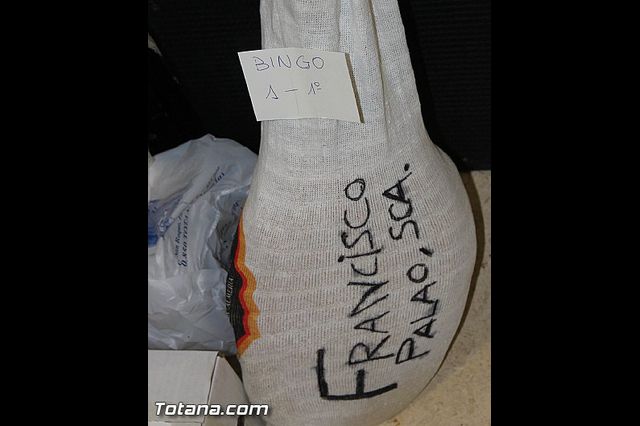 BINGO
1 - 1º
FRANCISCO
PALAO, SCA.
Totana.com